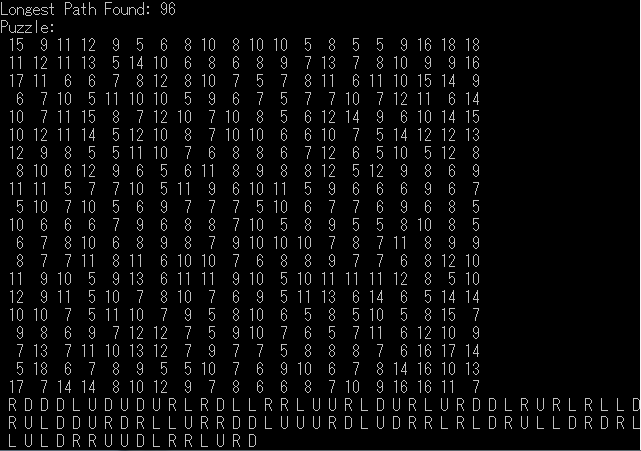 Longest Path Found: 96
Puzzle:
15 9 11 12 9 5 6 8 10 8 10 10 5 8 5 5 9 16 18 18
11 12 11 13 5 14 10 6 8 6 8 9 7 13 7 8 10 9 9 16
17 11 6 6 7 8 12 8 10 7 5 7 8 11 6 11 10 15 14 9
6 7 10 5 11 10 10 5 9 6 7 5 7 7 10 7 12 11 6 14
10 7 11 15 8 7 12 10 7 10 8 5 6 12 14 9 6 10 14 15
10 12 11 14 5 12 10 8 7 10 10 6 6 10 7 5 14 12 12 13
12 9 8 5 5 11 10 7 6 8 8 6 7 12 6 5 10 5 12 8
8 10 6 12 9 6 5 6 11 8 9 8 8 12 5 12 9 8 6 9
11 11 5 7 7 10 5 11 9 6 10 11 5 9 6 6 6 9 6 7
5 10 7 10 5 6 9 7 7 7 5 10 6 7 7 6 9 6 8 5
10 6 6 6 7 9 6 8 8 7 10 5 8 9 5 5 8 10 8 5
6 7 8 10 6 8 9 8 7 9 10 10 10 7 8 7 11 8 9 9
8 7 7 11 8 11 6 10 10 7 6 8 8 9 7 7 6 8 12 10
11 9 10 5 9 13 6 11 11 9 10 5 10 11 11 11 12 8 5 10
12 9 11 5 10 7 8 10 7 6 9 5 11 13 6 14 6 5 14 14
10 10 7 5 11 10 7 9 5 8 10 6 5 8 5 10 5 8 15 7
9 8 6 9 7 12 12 7 5 9 10 7 6 5 7 11 6 12 10 9
7 13 7 11 10 13 12 7 9 7 7 5 8 8 8 7 6 16 17 14
5 18 6 7 8 9 5 5 10 7 6 9 10 7 6 8 14 16 10 13
17 7 14 14 8 10 12 9 7 8 6 6 8 7 10 9 16 16 11 7
R D D D L U D U D U R L R D L L R R L U U R L D U R L U R D D L R U R L R L L D
R U L D D U R D R L L U R R D D L U U U R D L U D R R L R L D R U L L D R D R L
L U L D R R U U D L R R L U R D